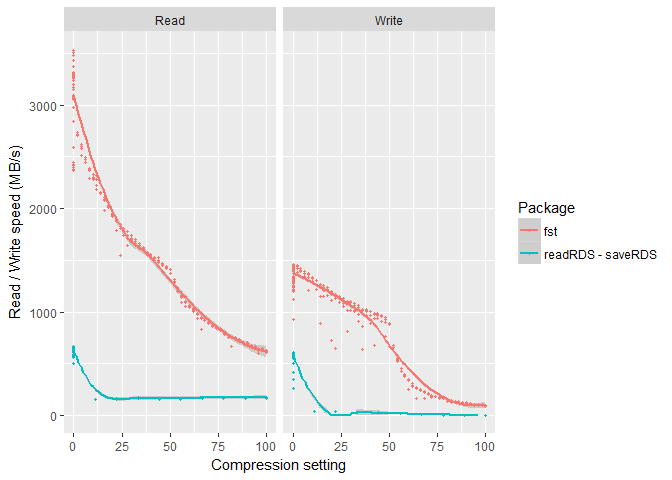 Read
Write
Read / Write speed (MB/s)
3000
2000
1000
0
0 25 50 75 100
0 25 50 75 100
Compression setting
Package
fst
readRDS - saveRDS